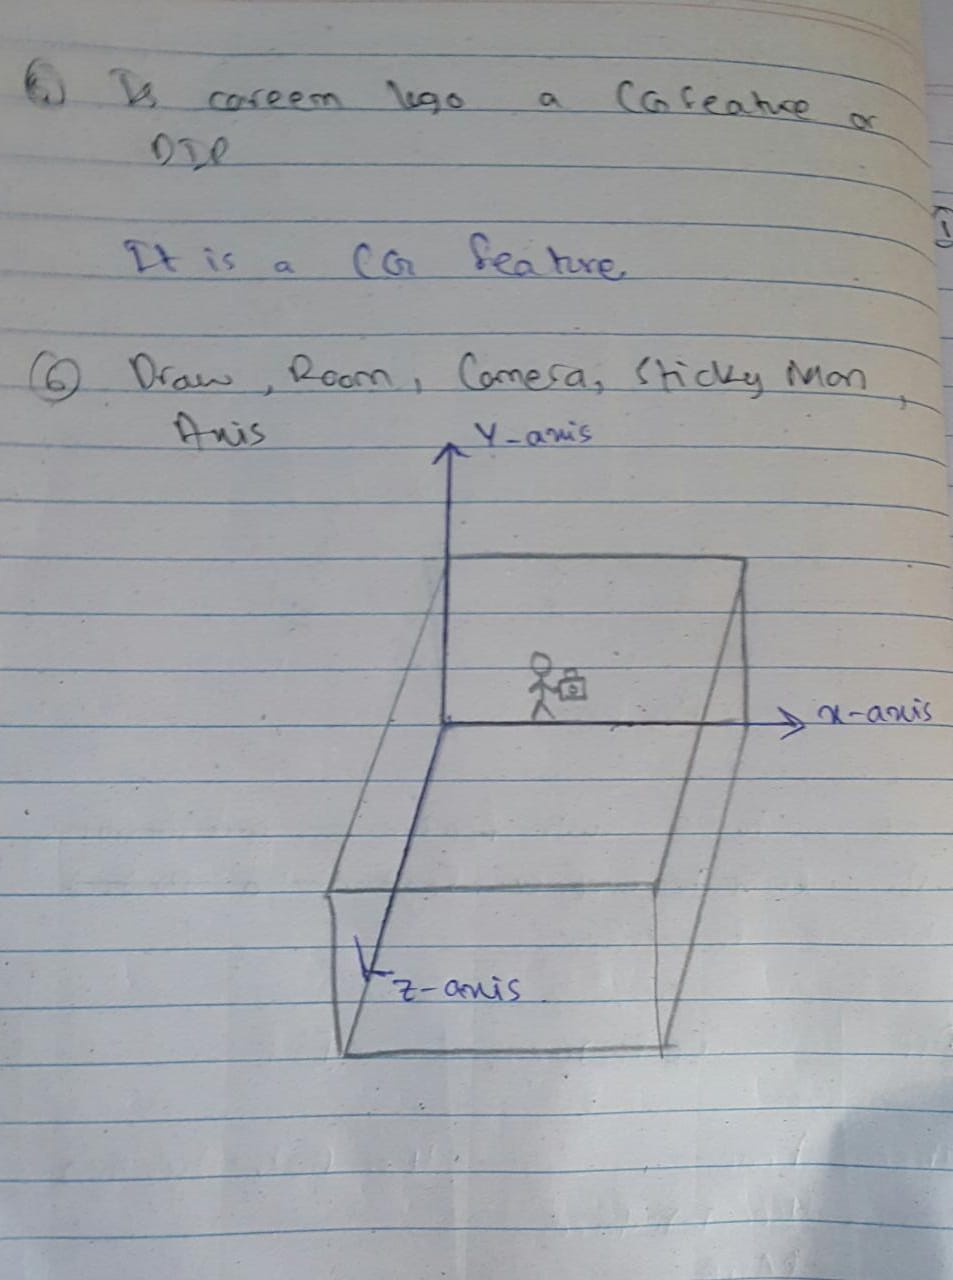 Is careem logo a CG feature or
DIP
It is a CG feature.
(6) Draw, Room, Camera, Sticky Man,
Axis
Y-axis
x-axis
z-axis